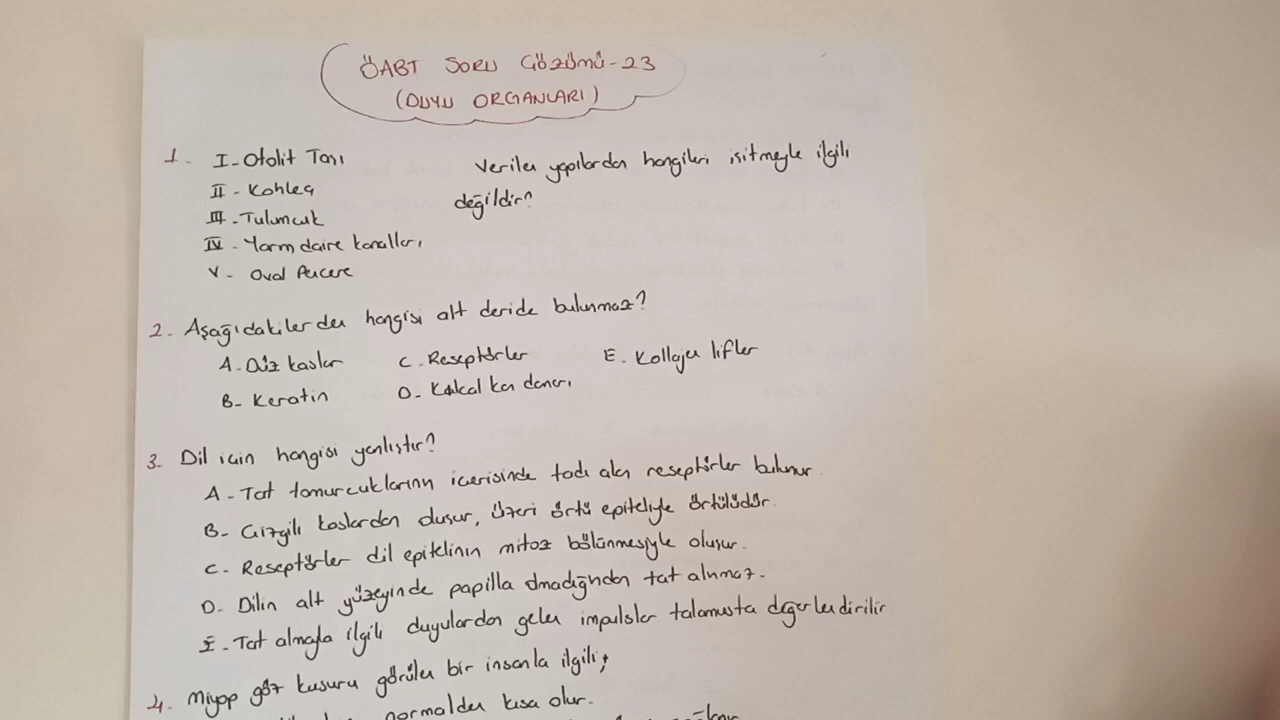 ÖABT SORU ÇÖZÜMÜ-23
(DUYU ORGANLARI)
1. I-Otolit Taşı
Verilen yapılardan hangileri işitmeyle ilgili
II - Kohlea
değildir?
III -Tulumcuk
IV - Yarım daire kanalları
V - Oval Pencere
2. Aşağıdakilerden hangisi alt deride bulunmaz?
A. Düz kaslar
C. Reseptörler
E. Kollajen lifler
B- Keratin
D- Kılcal kan damarı
3. Dil için hangisi yanlıştır?
A - Tat tomurcuklarının içerisinde tadı alan reseptörler bulunur.
B- Çizgili kaslardan oluşur, üzeri örtü epiteliyle örtülüdür.
C- Reseptörler dil epitelinin mitoz bölünmesiyle oluşur.
D- Dilin alt yüzeyinde papilla olmadığından tat alınmaz.
E - Tat almayla ilgili duyulardan gelen impulslar talamusta değerlendirilir
4. Miyop göz kusuru görülen bir insanla ilgili;
normalden kısa olur.